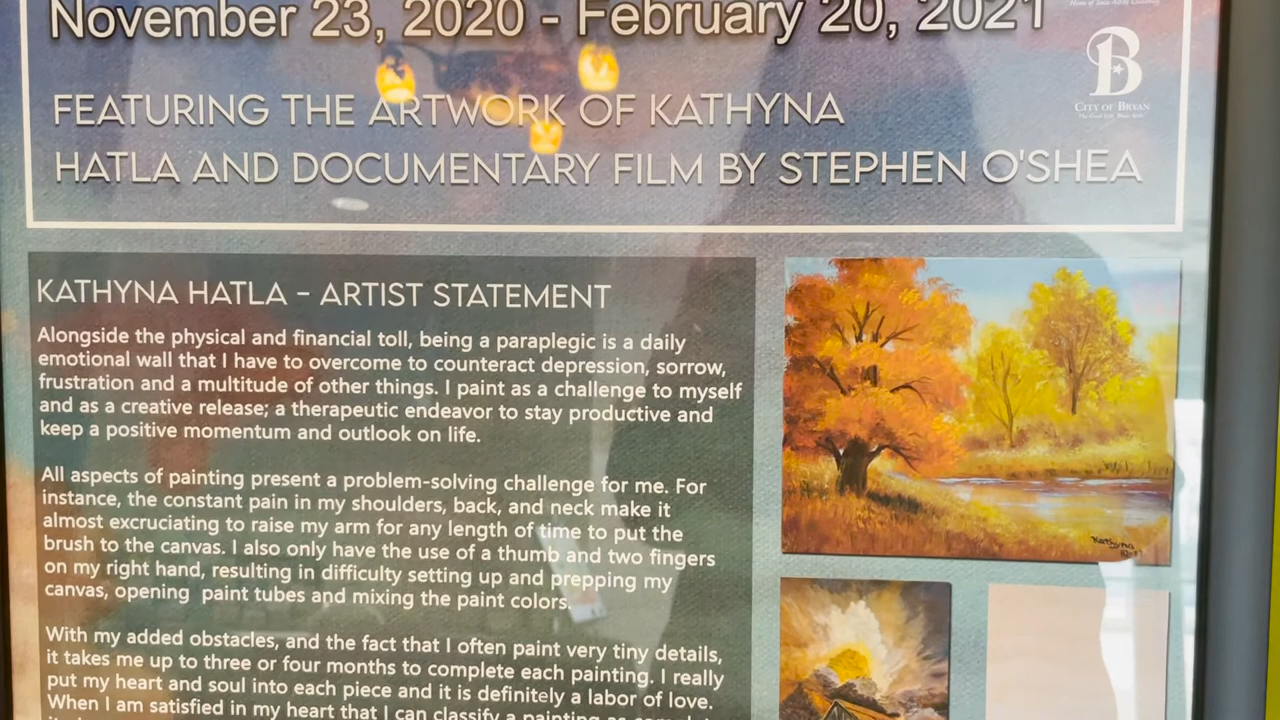 November 23, 2020 - February 20, 2021
CITY OF BRYAN
FEATURING THE ARTWORK OF KATHYNA
HATLA AND DOCUMENTARY FILM BY STEPHEN O'SHEA
KATHYNA HATLA – ARTIST STATEMENT
Alongside the physical and financial toll, being a paraplegic is a daily
emotional wall that I have to overcome to counteract depression, sorrow,
frustration and a multitude of other things. I paint as a challenge to myself
and as a creative release; a therapeutic endeavor to stay productive and
keep a positive momentum and outlook on life.
All aspects of painting present a problem-solving challenge for me. For
instance, the constant pain in my shoulders, back, and neck make it
almost excruciating to raise my arm for any length of time to put the
brush to the canvas. I also only have the use of a thumb and two fingers
on my right hand, resulting in difficulty setting up and prepping my
canvas, opening paint tubes and mixing the paint colors.
With my added obstacles, and the fact that I often paint very tiny details,
it takes me up to three or four months to complete each painting. I really
put my heart and soul into each piece and it is definitely a labor of love.
When I am satisfied in my heart that I can classify a painting as
Kathyna